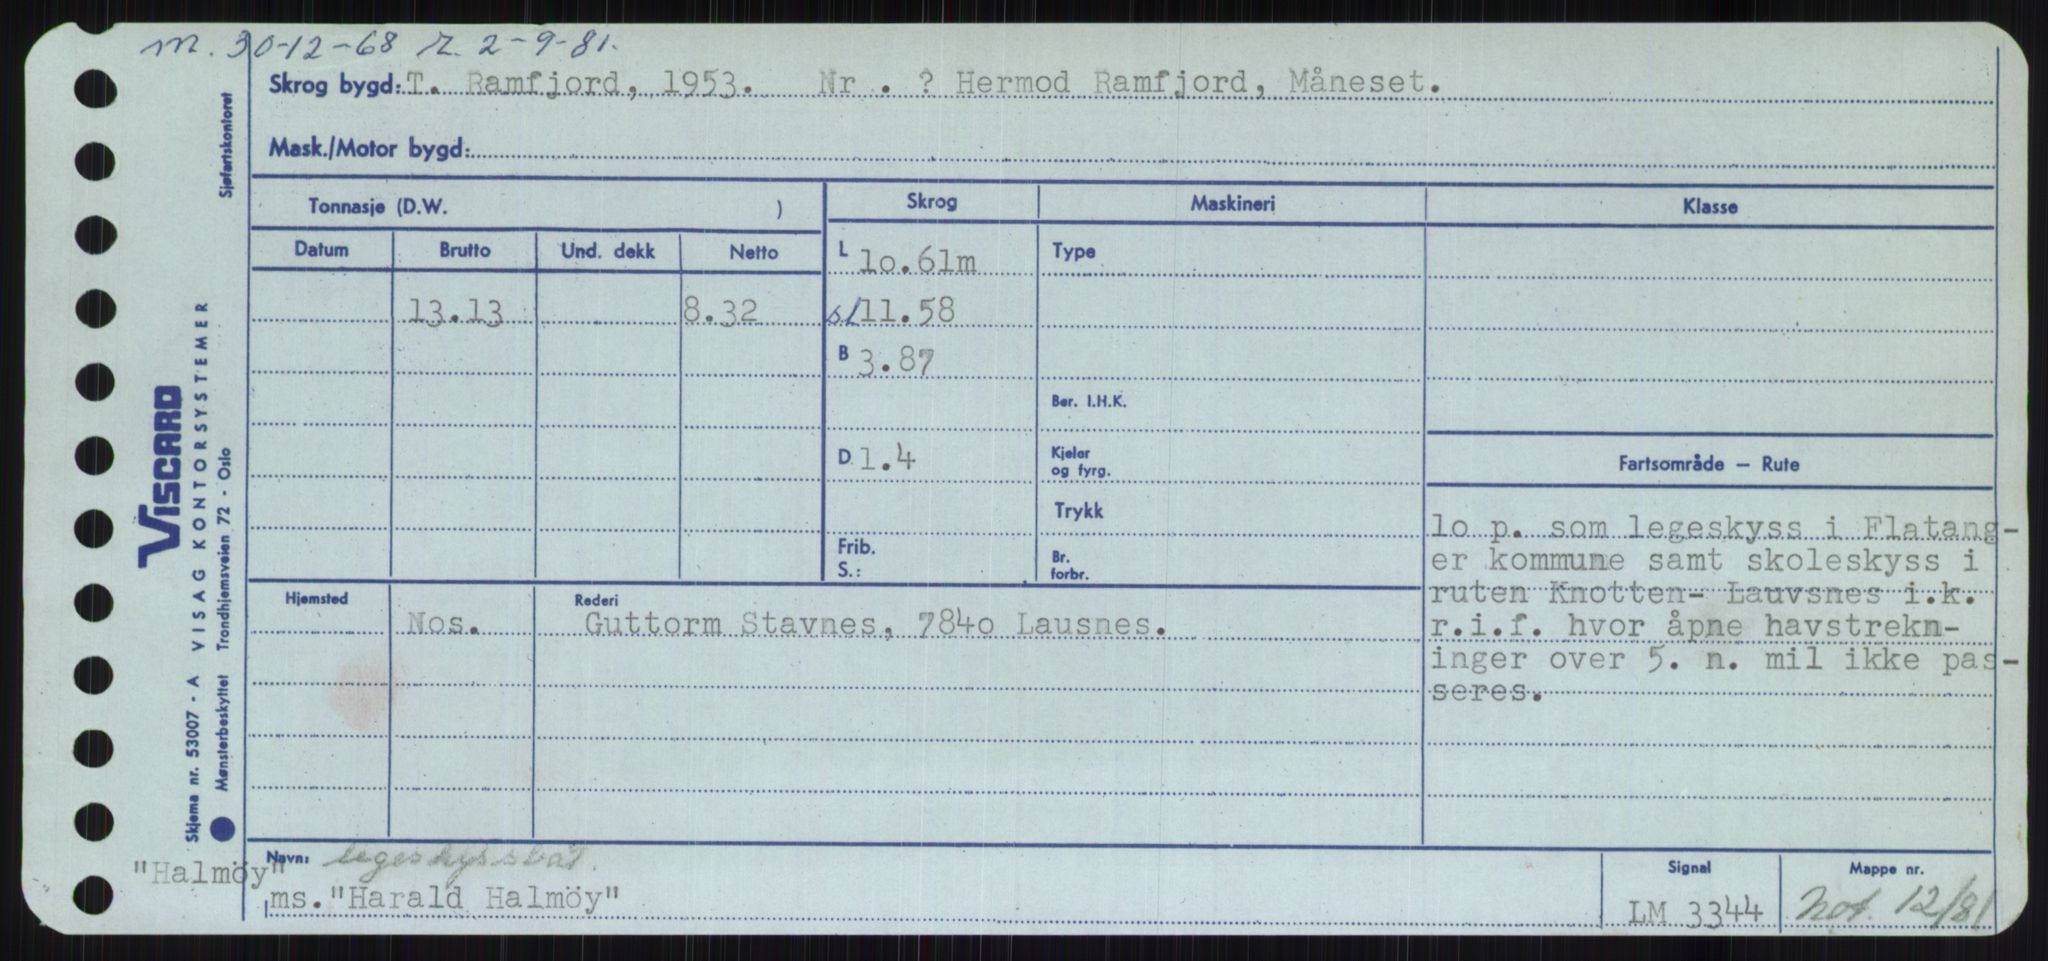 m. 30-12-68 r. 2-9-81.
Skrog bygd: T. Ramfjord, 1953. Nr . ? Hermod Ramfjord, Måneset.
Mask./Motor bygd:
Tonnasje (D.W. )
Skrog
Maskineri
Klasse
Datum
Brutto
Und. dekk
Netto
13.13
8.32
L 1o.61m
sl 11.58
B 3.87
D 1.4
Frib.
S.:
Type
Ber. I.H.K.
Kjeler
og fyrg.
Trykk
Br.
forbr.
Fartsområde – Rute
1o p. som legeskyss i Flatang-
er kommune samt skoleskyss i
ruten Knotten- Lauvsnes i.k.
r.i.f. hvor åpne havstrekn-
inger over 5. n. mil ikke pas-
seres.
Hjemsted
Rederi
Nos.
Guttorm Stavnes, 784o Lausnes.
Navn: legeskyssbåt.
"Halmöy"
ms."Harald Halmöy"
Signal
LM 3344
Mappe nr.
Not. 12/81
Sjøfartskontoret
VISCARD
VISAG KONTORSYSTEMER
Skjema nr. 53007 - A
Mønsterbeskyttet Trondhjemsveien 72 - Oslo